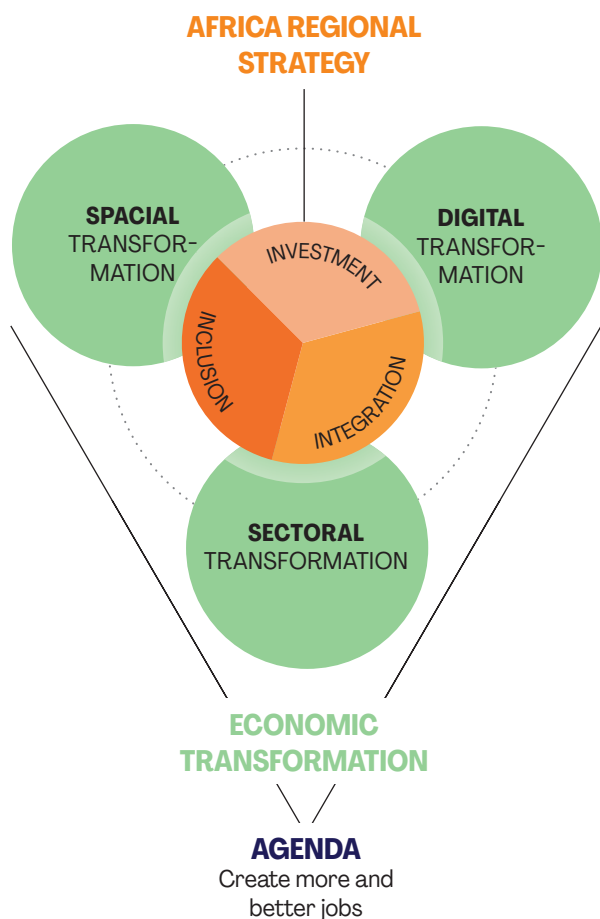 AFRICA REGIONAL
STRATEGY
SPACIAL
TRANSFOR-
MATION
DIGITAL
TRANSFOR-
MATION
INVESTMENT
INCLUSION
INTEGRATION
SECTORAL
TRANSFORMATION
ECONOMIC
TRANSFORMATION
AGENDA
Create more and
better jobs